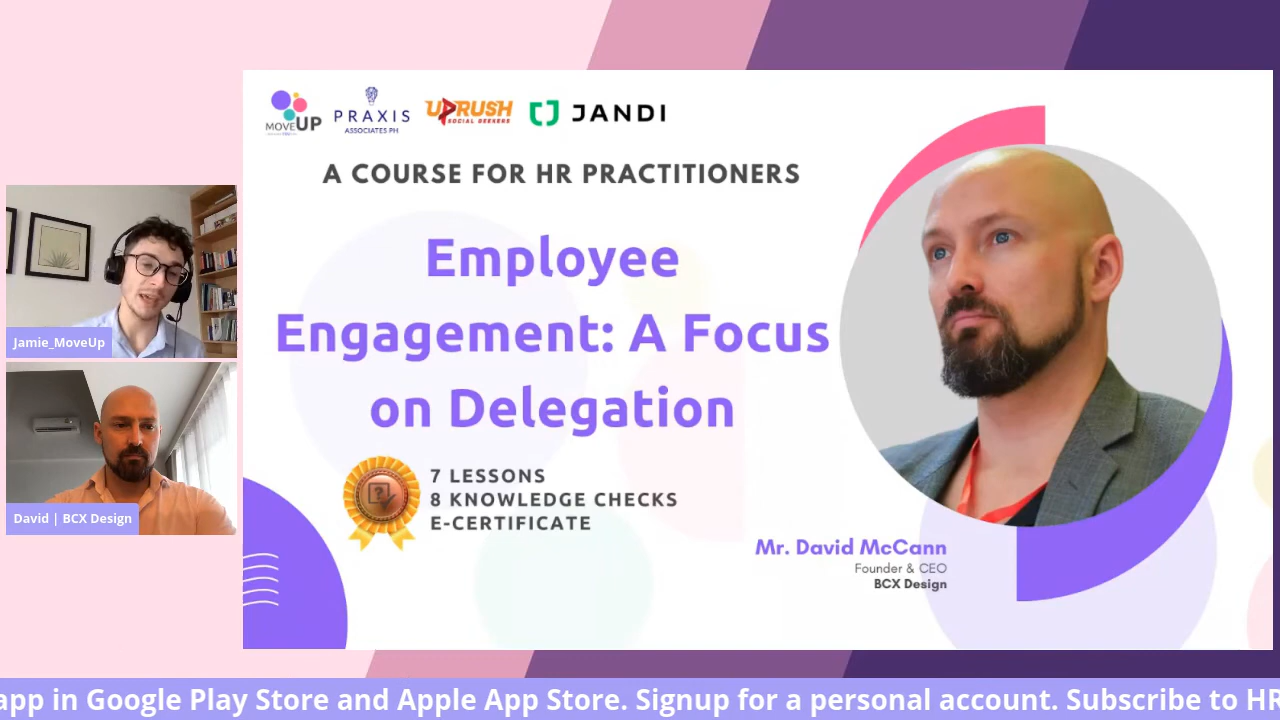 MOVEUP
PRAXIS
ASSOCIATES PH
UPRUSH
SOCIAL SEEKERS
JANDI
A COURSE FOR HR PRACTITIONERS
Employee
Engagement: A Focus
on Delegation
7 LESSONS
8 KNOWLEDGE CHECKS
E-CERTIFICATE
Mr. David McCann
Founder & CEO
BCX Design
Jamie_MoveUp
David | BCX Design
app in Google Play Store and Apple App Store. Signup for a personal account. Subscribe to HR